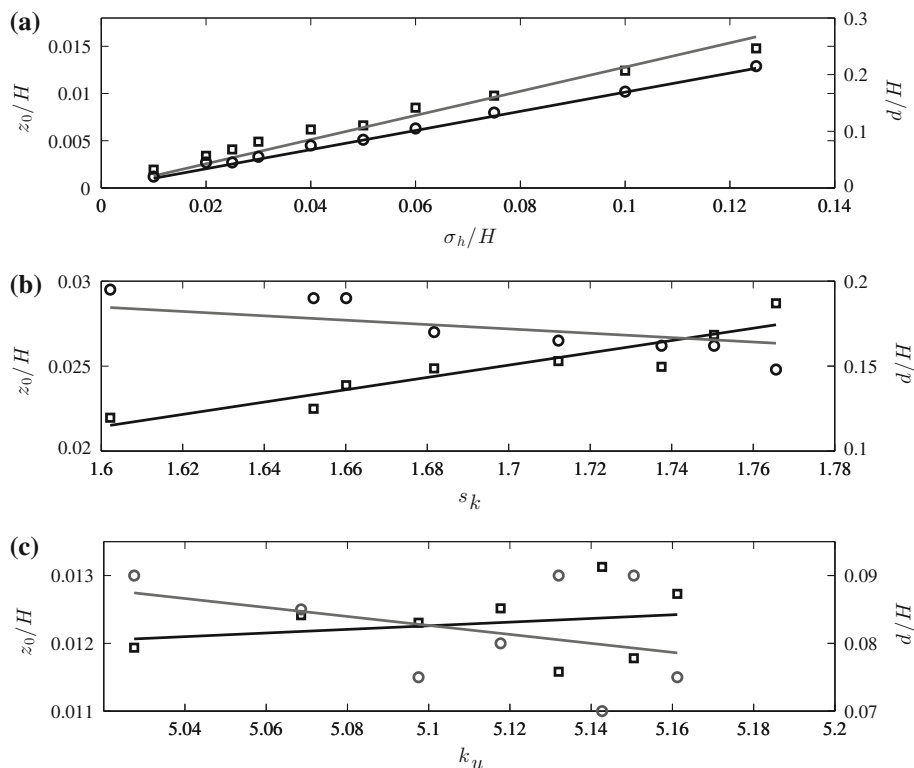 (a)
0.015
0.01
0.005
0
z₀/H
0.3
0.2
0.1
0
d/H
0 0.02 0.04 0.06 0.08 0.1 0.12 0.14
σₕ/H
(b)
0.03
0.025
0.02
z₀/H
0.2
0.15
0.1
d/H
1.6 1.62 1.64 1.66 1.68 1.7 1.72 1.74 1.76 1.78
sₖ
(c)
0.013
0.012
0.011
z₀/H
0.09
0.08
0.07
d/H
5.04 5.06 5.08 5.1 5.12 5.14 5.16 5.18 5.2
kᵤ